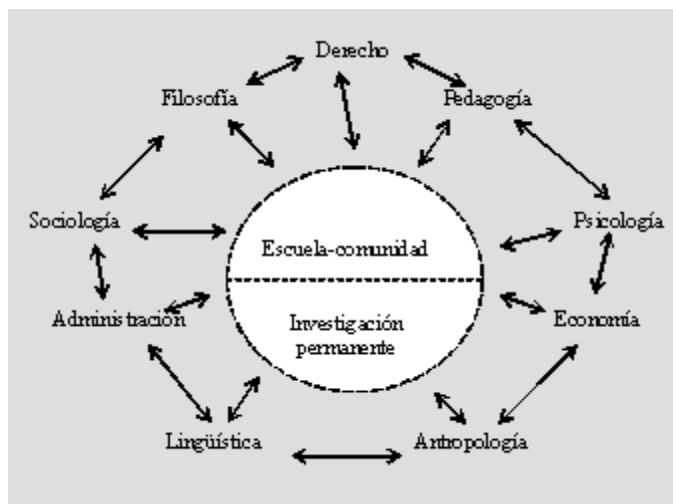 Derecho
Filosofía
Pedagogía
Sociología
Psicología
Escuela-comunidad
Administración
Investigación
permanente
Economía
Lingüística
Antropología